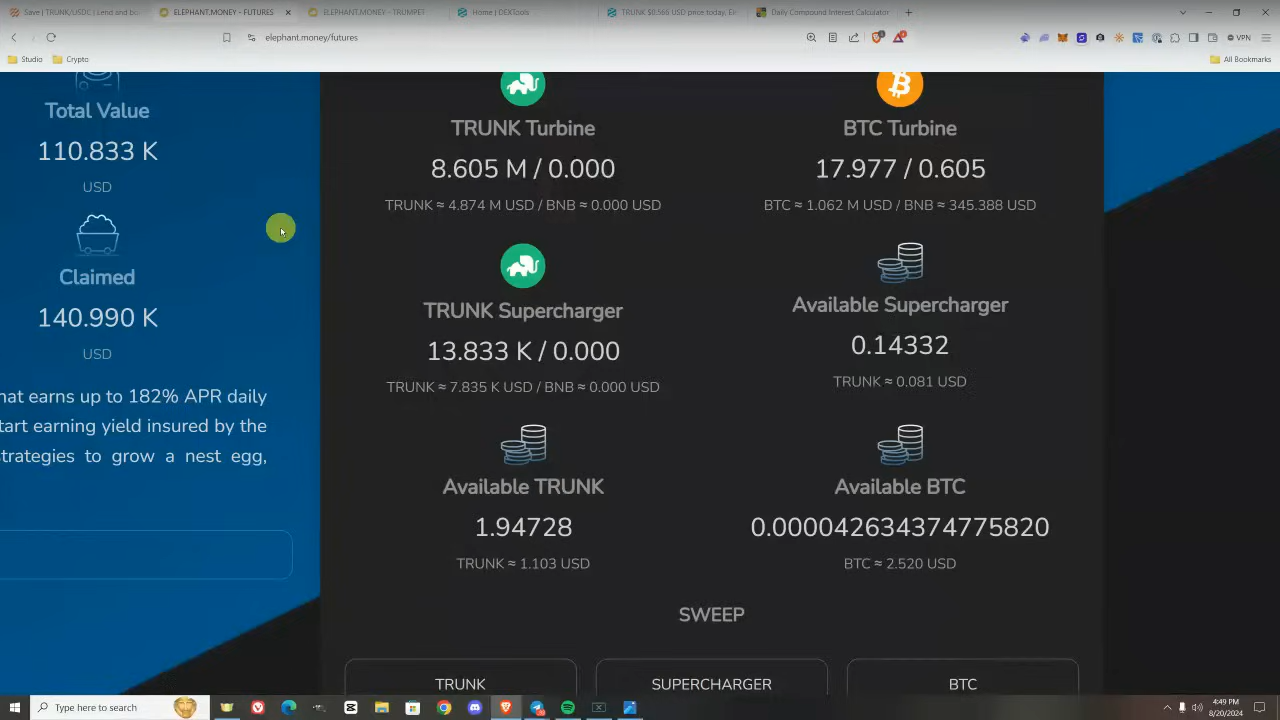 Save | TRUNK/USDC | Lend and bo
ELEPHANT.MONEY - FUTURES
ELEPHANT.MONEY - TRUMPET
Home | DEXTools
TRUNK $0.566 USD price today, E
Daily Compound Interest Calculator
elephant.money/futures
VPN
Studio
Crypto
All Bookmarks
Total Value
110.833 K
USD
Claimed
140.990 K
USD
hat earns up to 182% APR daily
tart earning yield insured by the
trategies to grow a nest egg,
TRUNK Turbine
8.605 M / 0.000
TRUNK ≈ 4.874 M USD / BNB ≈ 0.000 USD
BTC Turbine
17.977 / 0.605
BTC ≈ 1.062 M USD / BNB ≈ 345.388 USD
TRUNK Supercharger
13.833 K / 0.000
TRUNK ≈ 7.835 K USD / BNB ≈ 0.000 USD
Available Supercharger
0.14332
TRUNK ≈ 0.081 USD
Available TRUNK
1.94728
TRUNK ≈ 1.103 USD
Available BTC
0.000042634374775820
BTC ≈ 2.520 USD
SWEEP
TRUNK
SUPERCHARGER
BTC
Type here to search
4:49 PM
8/20/2024